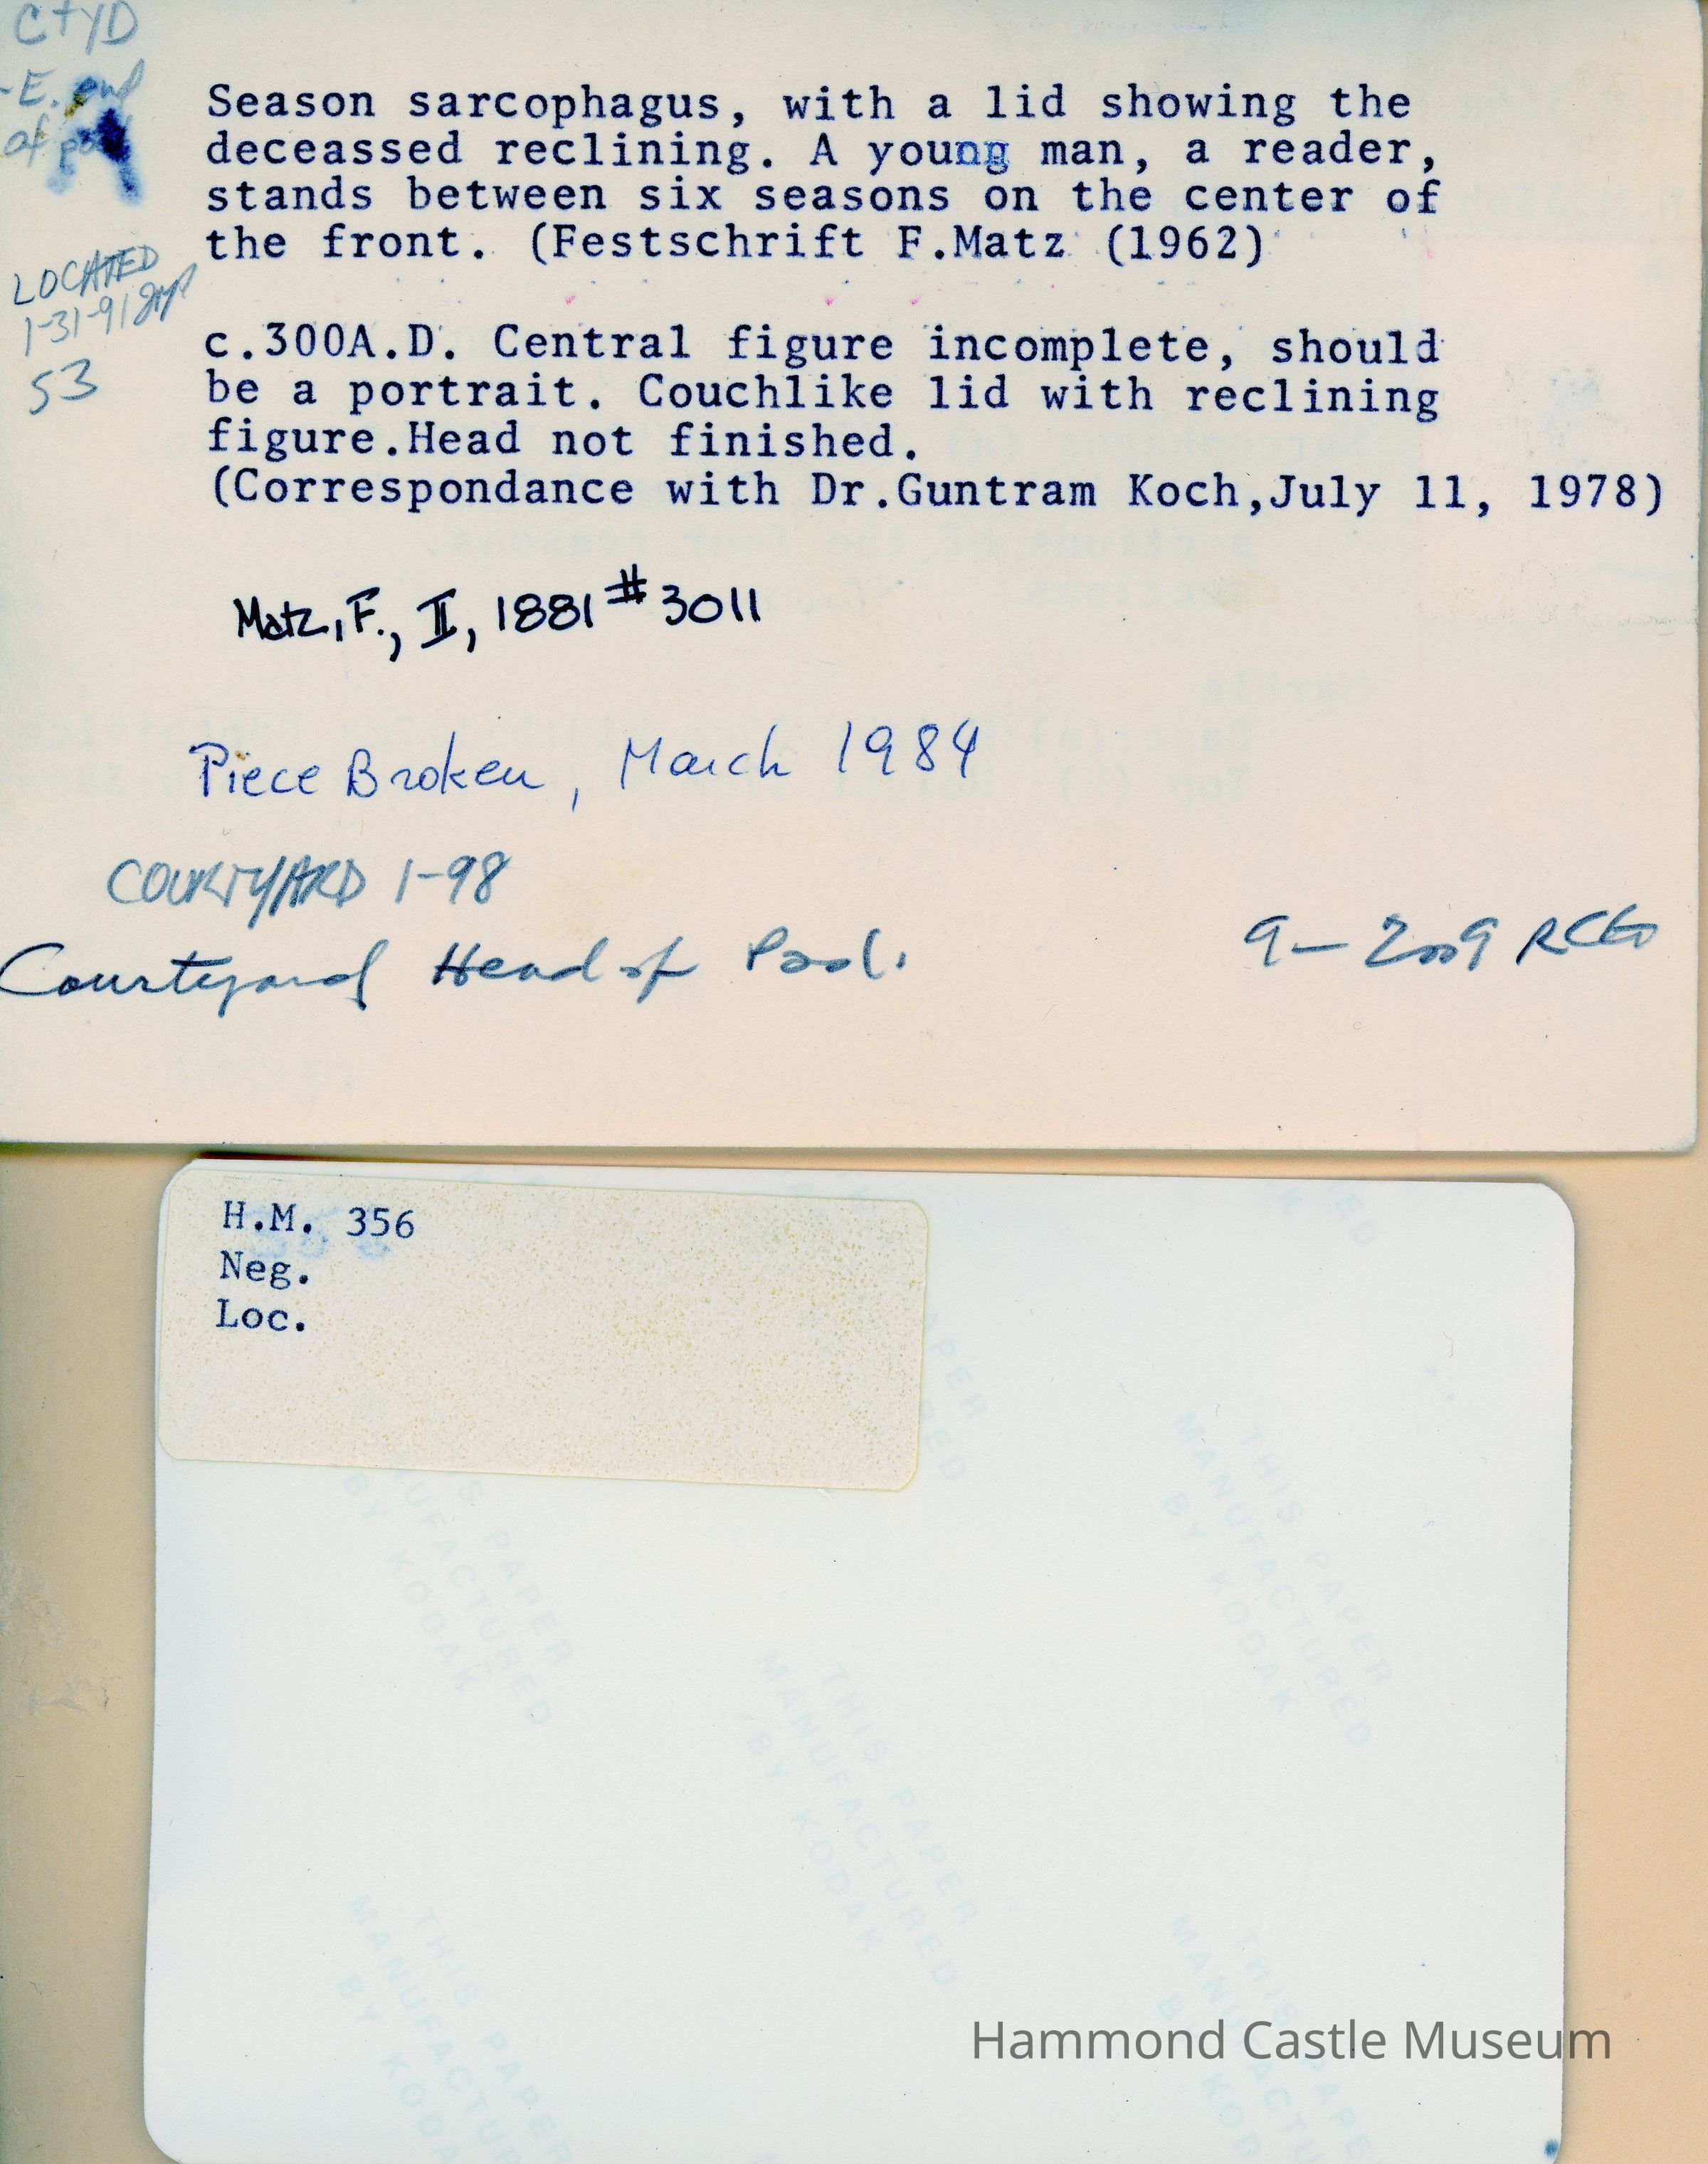 CTYD
-E. end
of pool
Season sarcophagus, with a lid showing the
deceassed reclining. A young man, a reader,
stands between six seasons on the center of
the front. (Festschrift F.Matz (1962)
LOCATED
1-31-91
53
c.300A.D. Central figure incomplete, should
be a portrait. Couchlike lid with reclining
figure.Head not finished.
(Correspondance with Dr.Guntram Koch,July 11, 1978)
Matz, F., II, 1881 #3011
Piece Broken, March 1984
COURTYARD 1-98
Courtyard Head of Pool.
9-2009 RCG
H.M. 356
Neg.
Loc.
THIS PAPER
MANUFACTURED
BY KODAK
Hammond Castle Museum